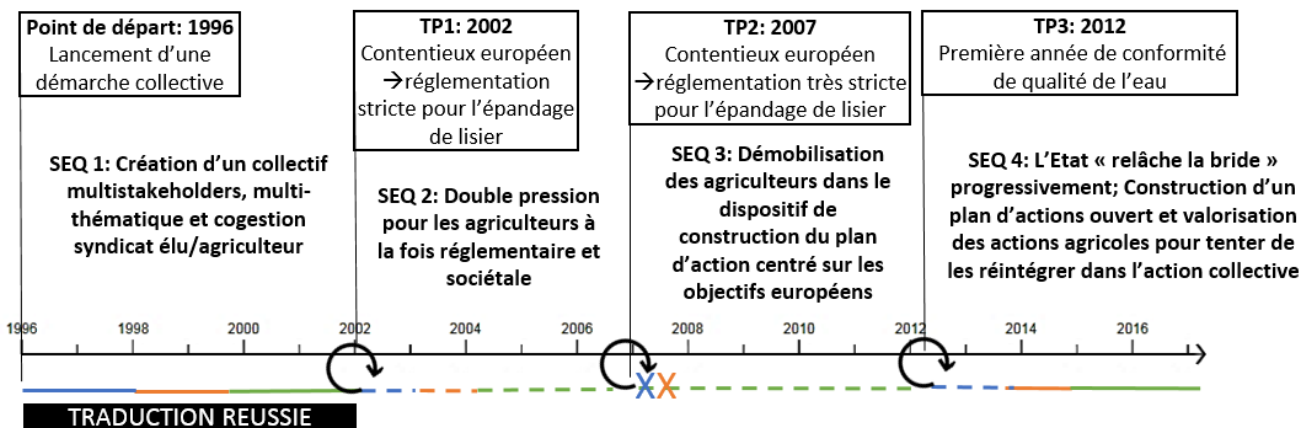 Point de départ: 1996
Lancement d'une
démarche collective
TP1: 2002
Contentieux européen
→réglementation
stricte pour l'épandage
de lisier
TP2: 2007
Contentieux européen
→réglementation très stricte
pour l'épandage de lisier
TP3: 2012
Première année de conformité
de qualité de l'eau
SEQ 1: Création d'un collectif
multistakeholders, multi-
thématique et cogestion
syndicat élu/agriculteur
SEQ 2: Double pression
pour les agriculteurs à
la fois réglementaire et
sociétale
SEQ 3: Démobilisation
des agriculteurs dans le
dispositif de
construction du plan
d'action centré sur les
objectifs européens
SEQ 4: L'Etat « relâche la bride »
progressivement; Construction d'un
plan d'actions ouvert et valorisation
des actions agricoles pour tenter de
les réintégrer dans l'action collective
1996 1998 2000 2002 2004 2006 2008 2010 2012 2014 2016
X X
TRADUCTION REUSSIE